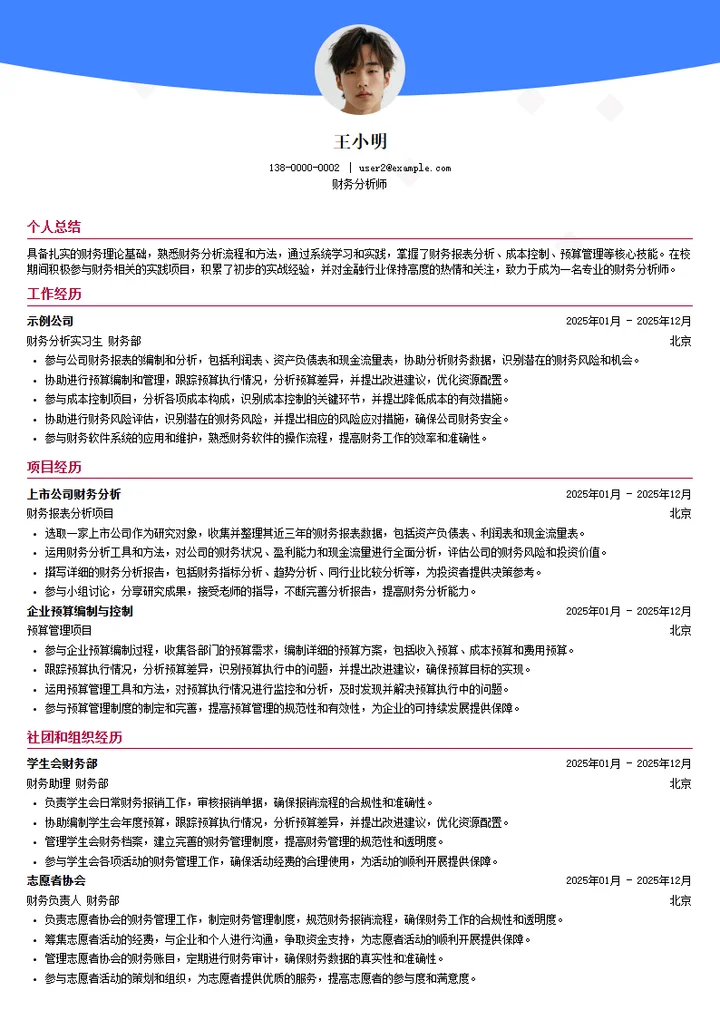 王小明
138-0000-0002 | user2@example.com
财务分析师
个人总结
具备扎实的财务理论基础，熟悉财务分析流程和方法，通过系统学习和实践，掌握了财务报表分析、成本控制、预算管理等核心技能。在校
期间积极参与财务相关的实践项目，积累了初步的实战经验，并对金融行业保持高度的热情和关注，致力于成为一名专业的财务分析师。
工作经历
示例公司 2025年01月 - 2025年12月
财务分析实习生 财务部 北京
• 参与公司财务报表的编制和分析，包括利润表、资产负债表和现金流量表，协助分析财务数据，识别潜在的财务风险和机会。
• 协助进行预算编制和管理，跟踪预算执行情况，分析预算差异，并提出改进建议，优化资源配置。
• 参与成本控制项目，分析各项成本构成，识别成本控制的关键环节，并提出降低成本的有效措施。
• 协助进行财务风险评估，识别潜在的财务风险，并提出相应的风险应对措施，确保公司财务安全。
• 参与财务软件系统的应用和维护，熟悉财务软件的操作流程，提高财务工作的效率和准确性。
项目经历
上市公司财务分析 2025年01月 - 2025年12月
财务报表分析项目 北京
• 选取一家上市公司作为研究对象，收集并整理其近三年的财务报表数据，包括资产负债表、利润表和现金流量表。
• 运用财务分析工具和方法，对公司的财务状况、盈利能力和现金流量进行全面分析，评估公司的财务风险和投资价值。
• 撰写详细的财务分析报告，包括财务指标分析、趋势分析、同行业比较分析等，为投资者提供决策参考。
• 参与小组讨论，分享研究成果，接受老师的指导，不断完善分析报告，提高财务分析能力。
企业预算编制与控制 2025年01月 - 2025年12月
预算管理项目 北京
• 参与企业预算编制过程，收集各部门的预算需求，编制详细的预算方案，包括收入预算、成本预算和费用预算。
• 跟踪预算执行情况，分析预算差异，识别预算执行中的问题，并提出改进建议，确保预算目标的实现。
• 运用预算管理工具和方法，对预算执行情况进行监控和分析，及时发现并解决预算执行中的问题。
• 参与预算管理制度的制定和完善，提高预算管理的规范性和有效性，为企业的可持续发展提供保障。
社团和组织经历
学生会财务部 2025年01月 - 2025年12月
财务助理 财务部 北京
• 负责学生会日常财务报销工作，审核报销单据，确保报销流程的合规性和准确性。
• 协助编制学生会年度预算，跟踪预算执行情况，分析预算差异，并提出改进建议，优化资源配置。
• 管理学生会财务档案，建立完善的财务管理制度，提高财务管理的规范性和透明度。
• 参与学生会各项活动的财务管理工作，确保活动经费的合理使用，为活动的顺利开展提供保障。
志愿者协会 2025年01月 - 2025年12月
财务负责人 财务部 北京
• 负责志愿者协会的财务管理工作，制定财务管理制度，规范财务报销流程，确保财务工作的合规性和透明度。
• 筹集志愿者活动的经费，与企业和个人进行沟通，争取资金支持，为志愿者活动的顺利开展提供保障。
• 管理志愿者协会的财务账目，定期进行财务审计，确保财务数据的真实性和准确性。
• 参与志愿者活动的策划和组织，为志愿者提供优质的服务，提高志愿者的参与度和满意度。